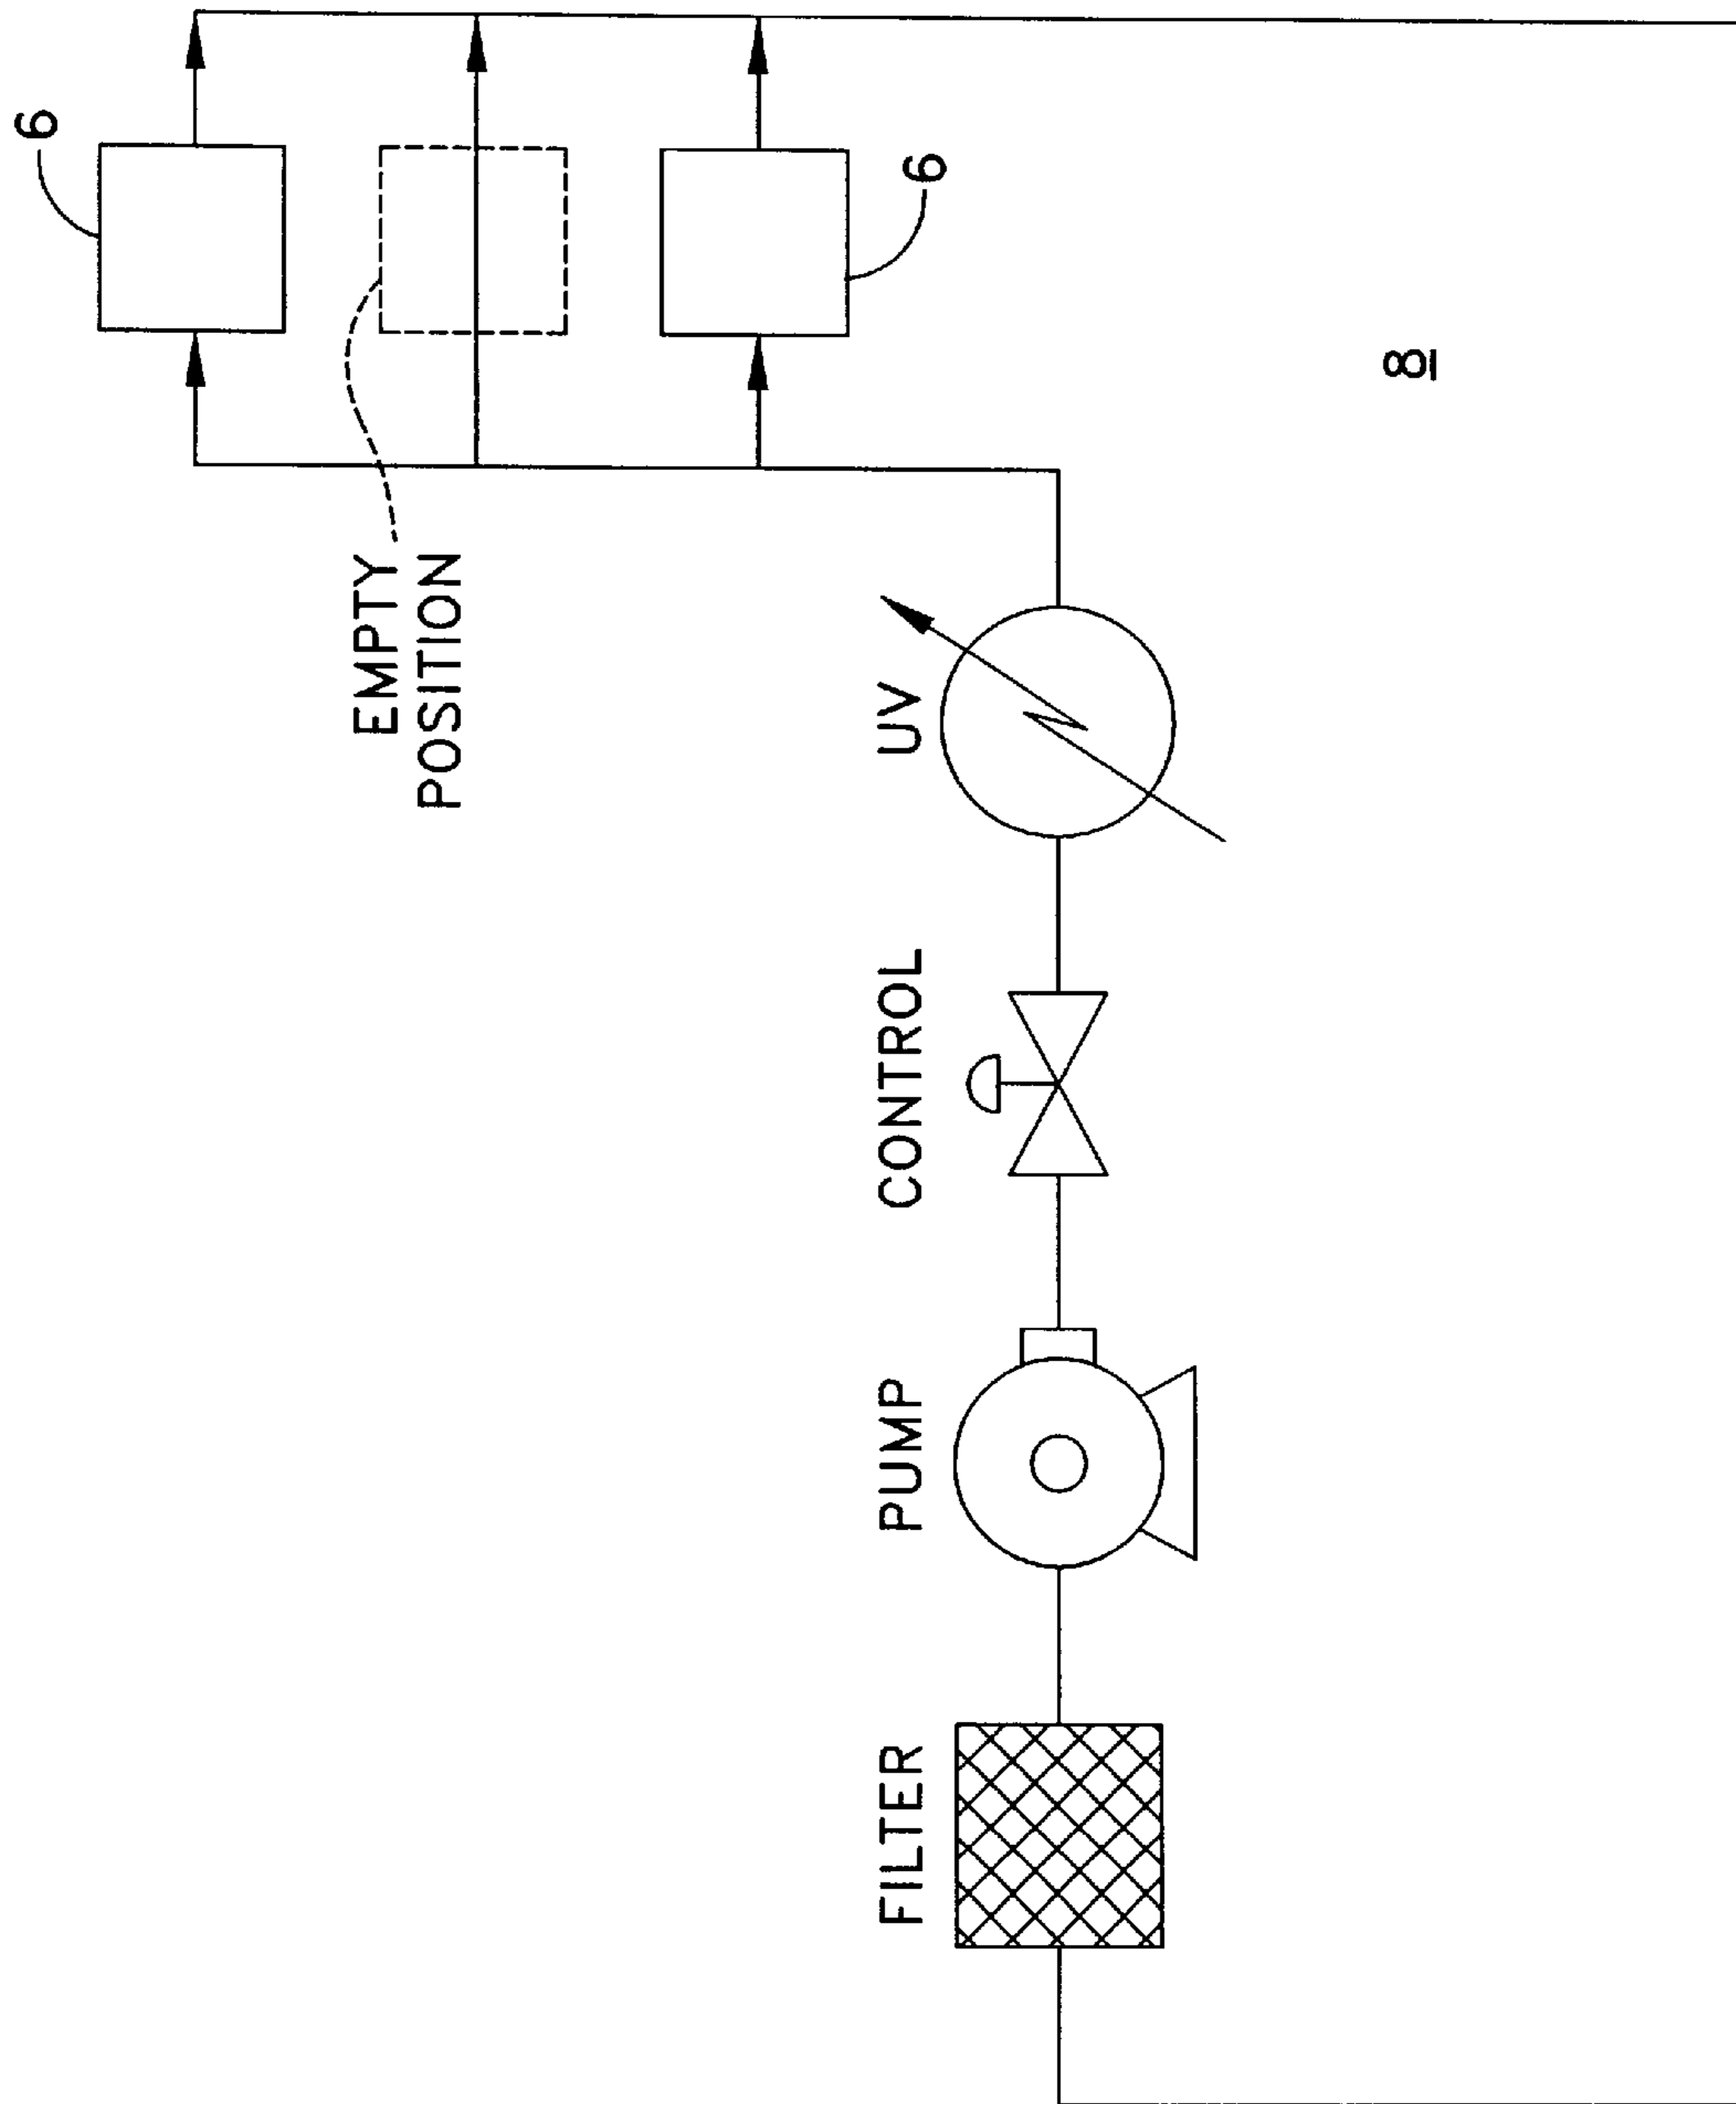 6
EMPTY
POSITION
6
UV
CONTROL
PUMP
FILTER
8